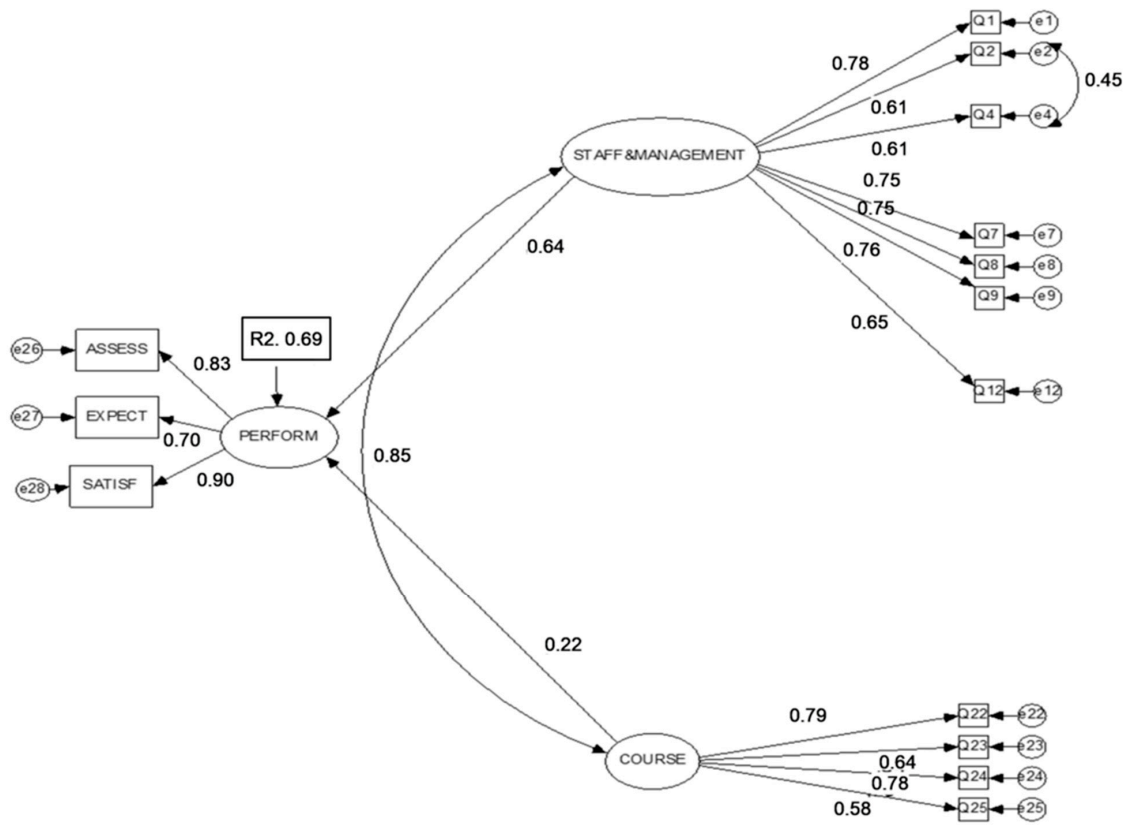 Q1 e1
0.78
Q2 e2
0.45
0.61
Q4 e4
0.61
STAFF&MANAGEMENT
0.75
0.75
Q7 e7
0.64
0.76
Q8 e8
Q9 e9
0.65
R2. 0.69
e26 ASSESS
0.83
Q12 e12
e27 EXPECT
0.70
PERFORM
0.85
e28 SATISF
0.90
0.22
0.79
Q22 e22
Q23 e23
COURSE
0.64
Q24 e24
0.78
0.58
Q25 e25